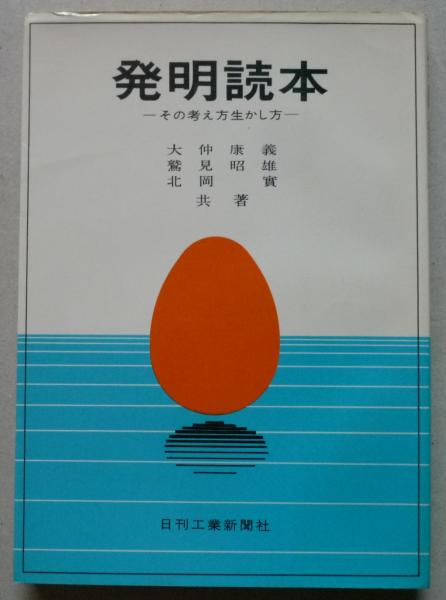 発明読本
―その考え方生かし方―
大仲康義
鷲見昭雄
北岡實
共著
日刊工業新聞社